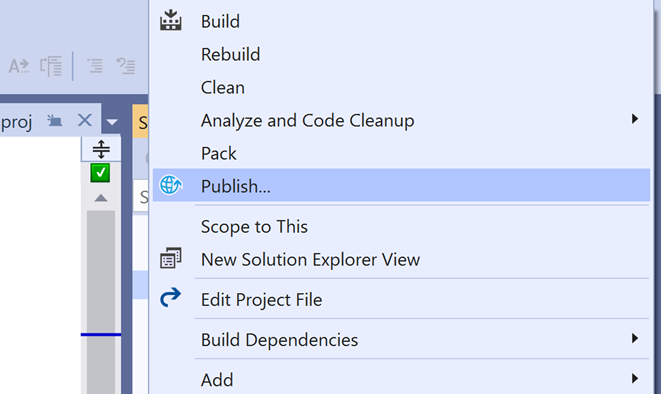 Build
Rebuild
Clean
Analyze and Code Cleanup
Pack
Publish...
Scope to This
New Solution Explorer View
Edit Project File
Build Dependencies
Add
A
proj
S
S